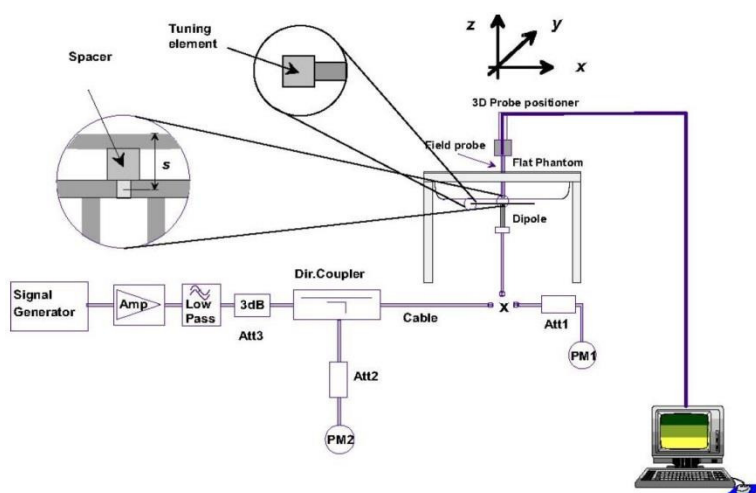 Tuning
element
Spacer
s
z
y
x
3D Probe positioner
Field probe
Flat Phantom
Dipole
Dir.Coupler
Signal
Generator
Amp
Low
Pass
3dB
Att3
Cable
x
Att1
PM1
Att2
PM2